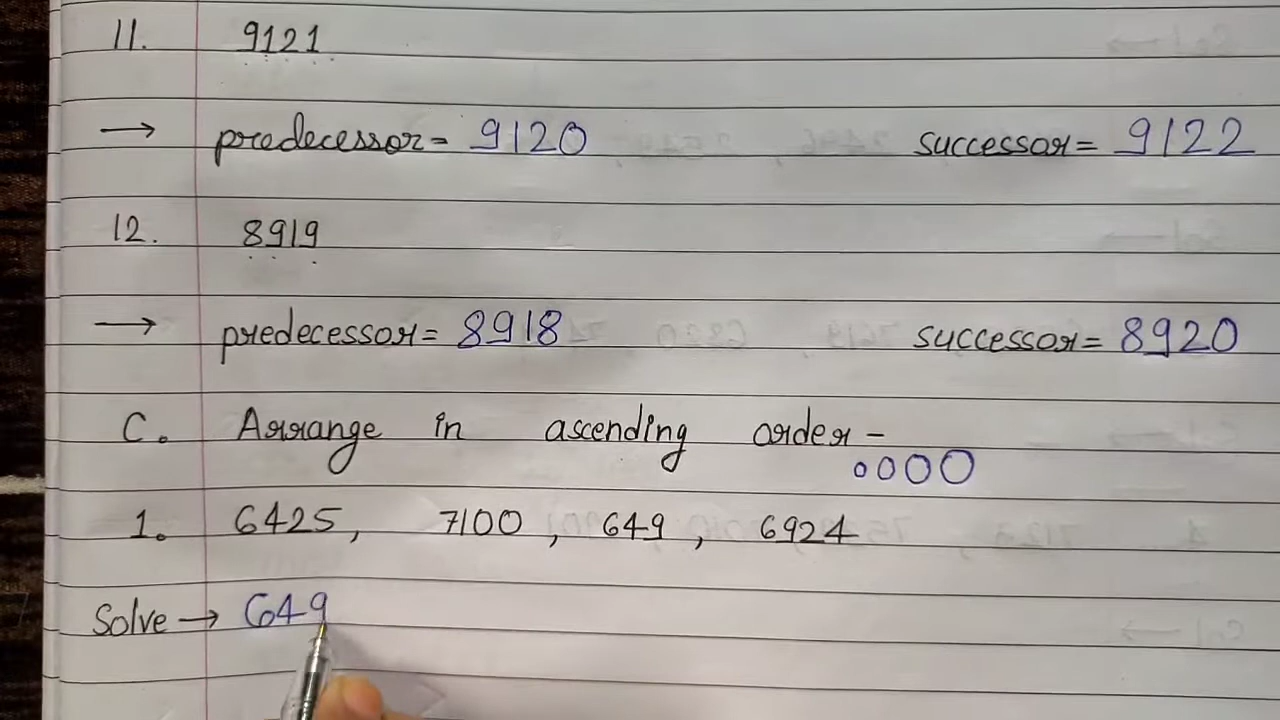 11. 9121
→ predecessor = 9120 successor = 9122
12. 8919
→ predecessor = 8918 successor = 8920
C. Arrange in ascending order -
1. 6425, 7100, 649, 6924
Solve → 649